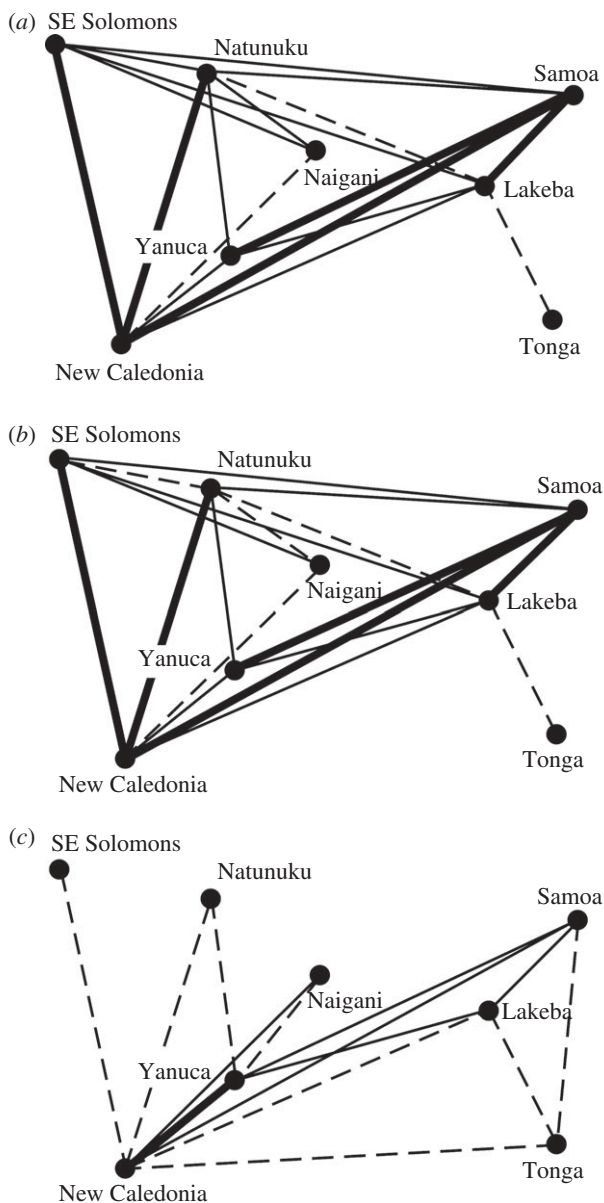 (a) SE Solomons
Natunuku
Samoa
Naigani
Lakeba
Yanuca
Tonga
New Caledonia
(b) SE Solomons
Natunuku
Samoa
Naigani
Lakeba
Yanuca
Tonga
New Caledonia
(c) SE Solomons
Natunuku
Samoa
Naigani
Lakeba
Yanuca
Tonga
New Caledonia